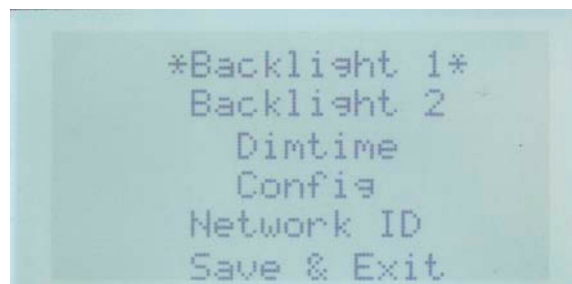 *Backlight 1*
Backlight 2
Dimtime
Config
Network ID
Save & Exit